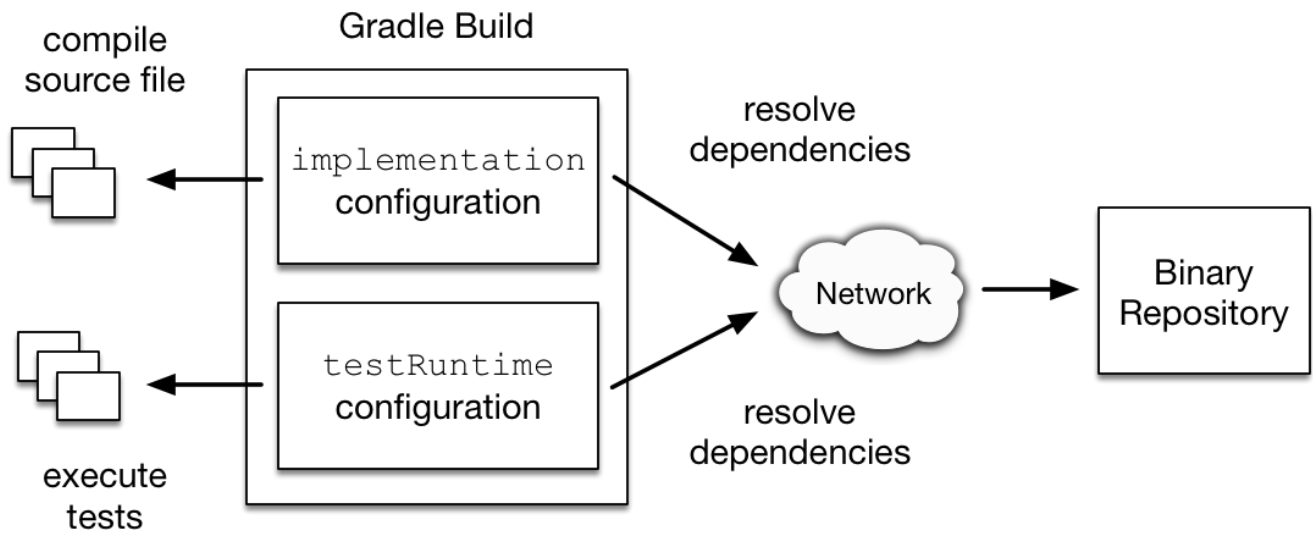 Gradle Build
compile
source file
implementation
configuration
resolve
dependencies
Network
Binary
Repository
testRuntime
configuration
resolve
dependencies
execute
tests